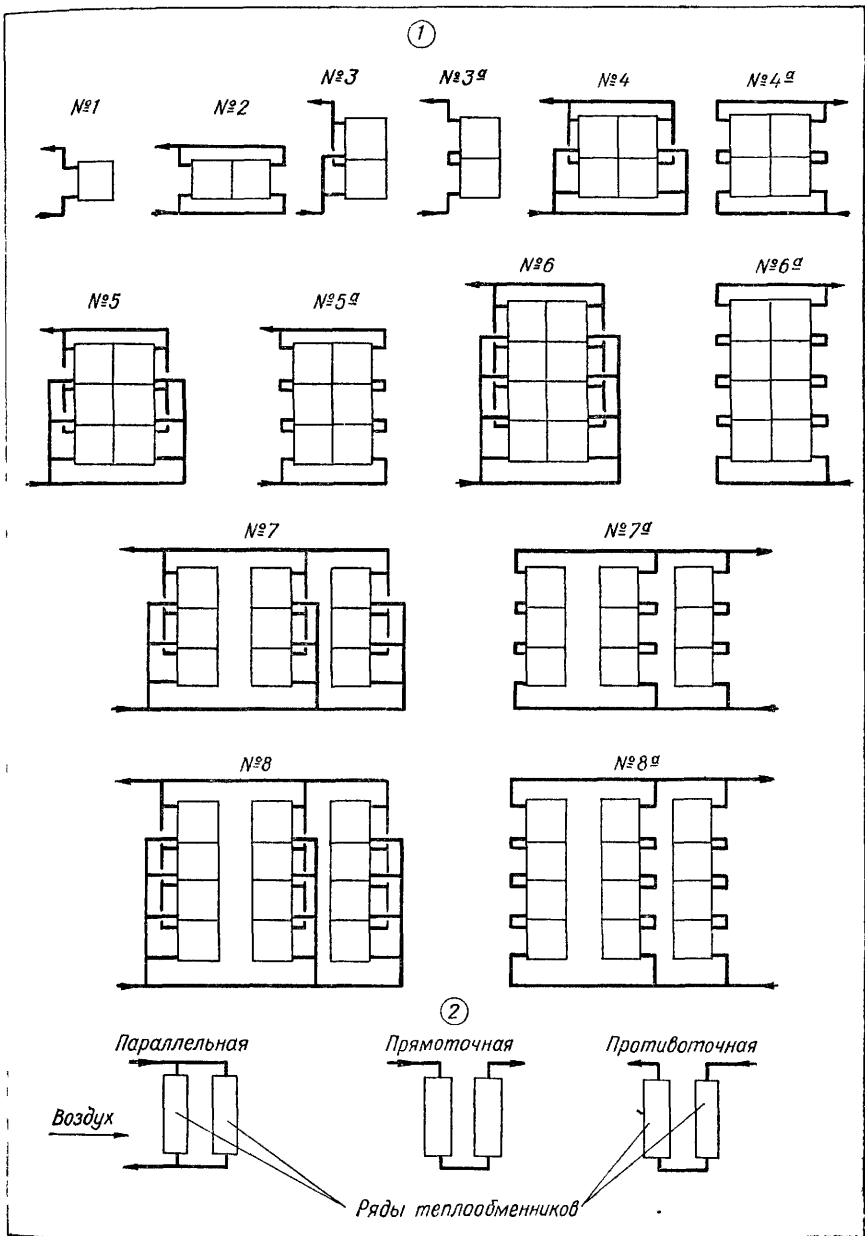 1
№1 №2 №3 №3а №4 №4а
№5 №5а №6 №6а
№7 №7а
№8 №8а
2
Параллельная Прямоточная Противоточная
Воздух
Ряды теплообменников